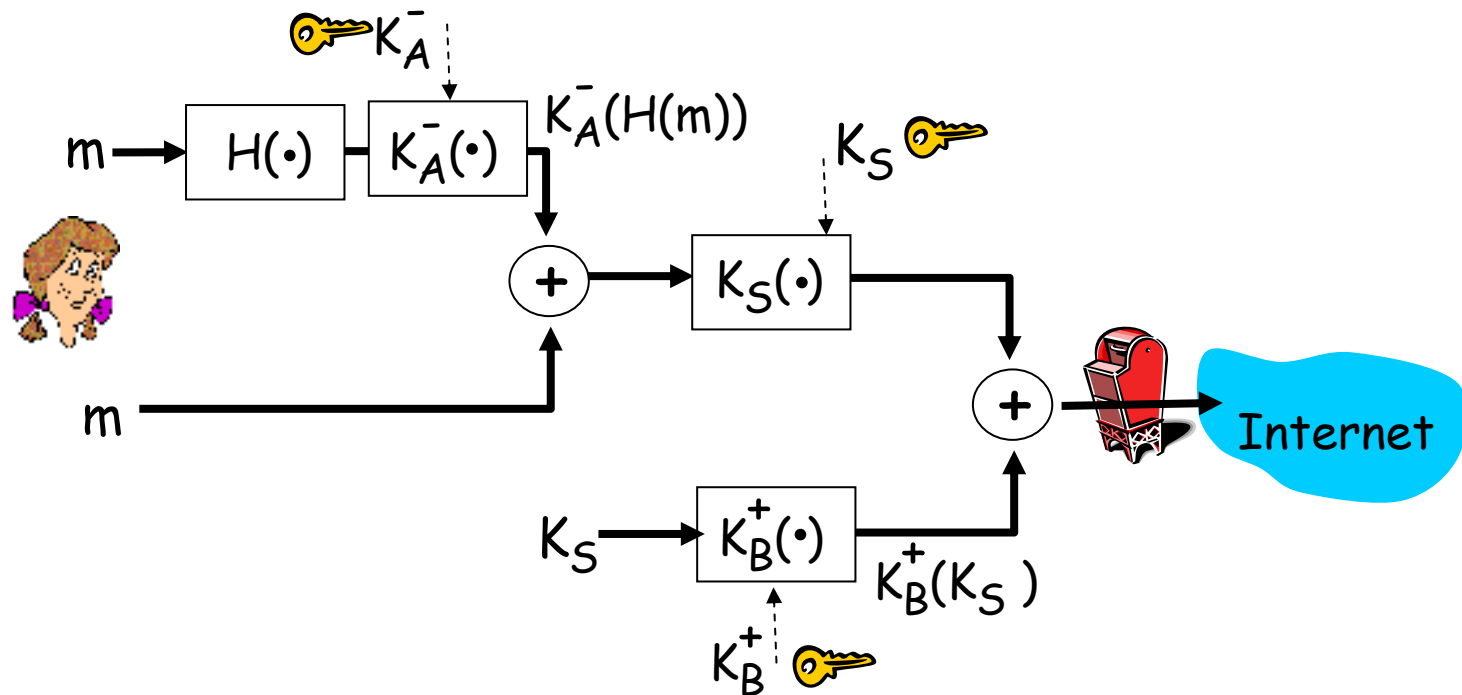 K_A^-
m
H(•)
K_A^-(•)
K_A^-(H(m))
K_S
+
K_S(•)
m
+
Internet
K_S
K_B^+(•)
K_B^+(K_S )
K_B^+